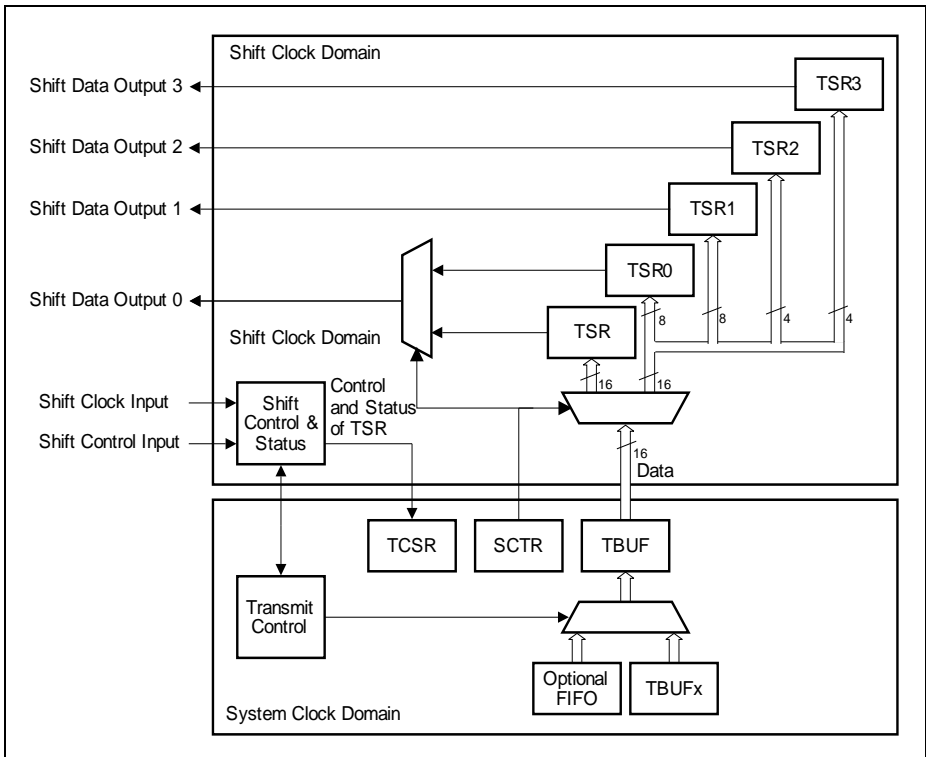 Shift Clock Domain
Shift Data Output 3
TSR3
Shift Data Output 2
TSR2
Shift Data Output 1
TSR1
TSR0
Shift Data Output 0
8
8
4
4
TSR
Shift Clock Domain
16
16
Shift Clock Input
Shift Control Input
Shift
Control &
Status
Control
and Status
of TSR
16
Data
TCSR
SCTR
TBUF
Transmit
Control
Optional
FIFO
TBUFx
System Clock Domain